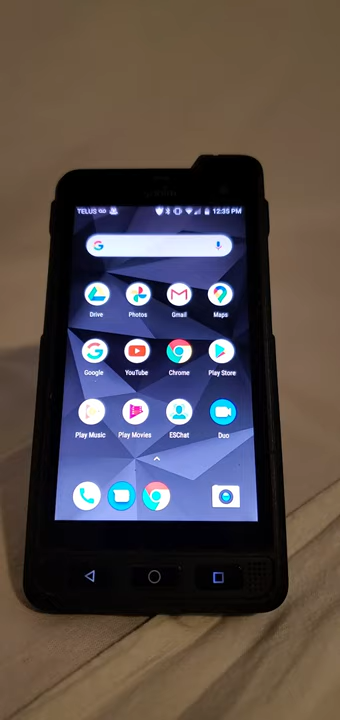 TELUS 12:35 PM
G
Drive Photos Gmail Maps
Google YouTube Chrome Play Store
Play Music Play Movies ESChat Duo